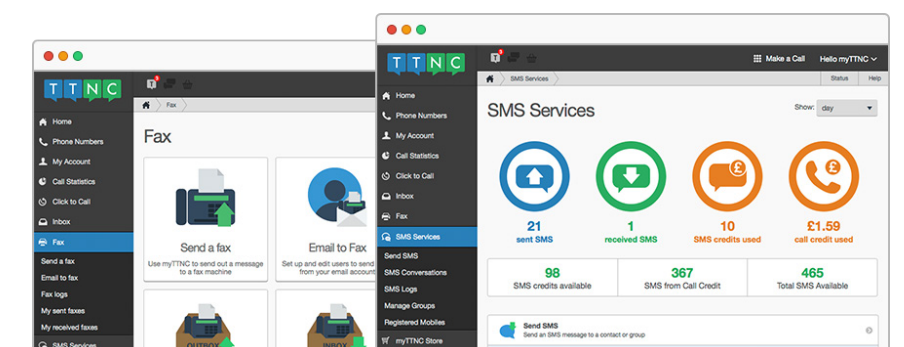 TTNC
Fax
Home
Phone Numbers
My Account
Call Statistics
Click to Call
Inbox
Fax
Send a fax
Email to fax
Fax logs
My sent faxes
My received faxes
SMS Services
Fax
Send a fax
Use myTTNC to send out a message
to a fax machine
Email to Fax
Set up and edit users to send
from your email account
OUTBOX
INBOX
TTNC
Make a Call
Hello myTTNC
SMS Services
Status
Help
Home
Phone Numbers
My Account
Call Statistics
Click to Call
Inbox
Fax
SMS Services
Send SMS
SMS Conversations
SMS Logs
Manage Groups
Registered Mobiles
myTTNC Store
SMS Services
Show:
day
£
£
21
sent SMS
1
received SMS
10
SMS credits used
£1.59
call credit used
98
SMS credits available
367
SMS from Call Credit
465
Total SMS Available
Send SMS
Send an SMS message to a contact or group